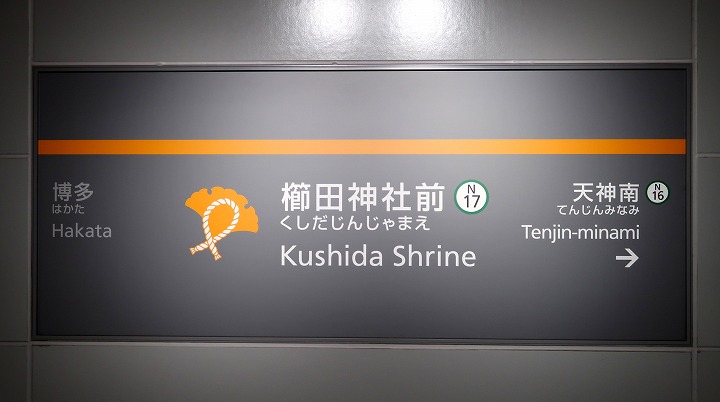 博多
はかた
Hakata
櫛田神社前
くしだじんじゃまえ
Kushida Shrine
N
17
天神南
てんじんみなみ
Tenjin-minami
N
16
→